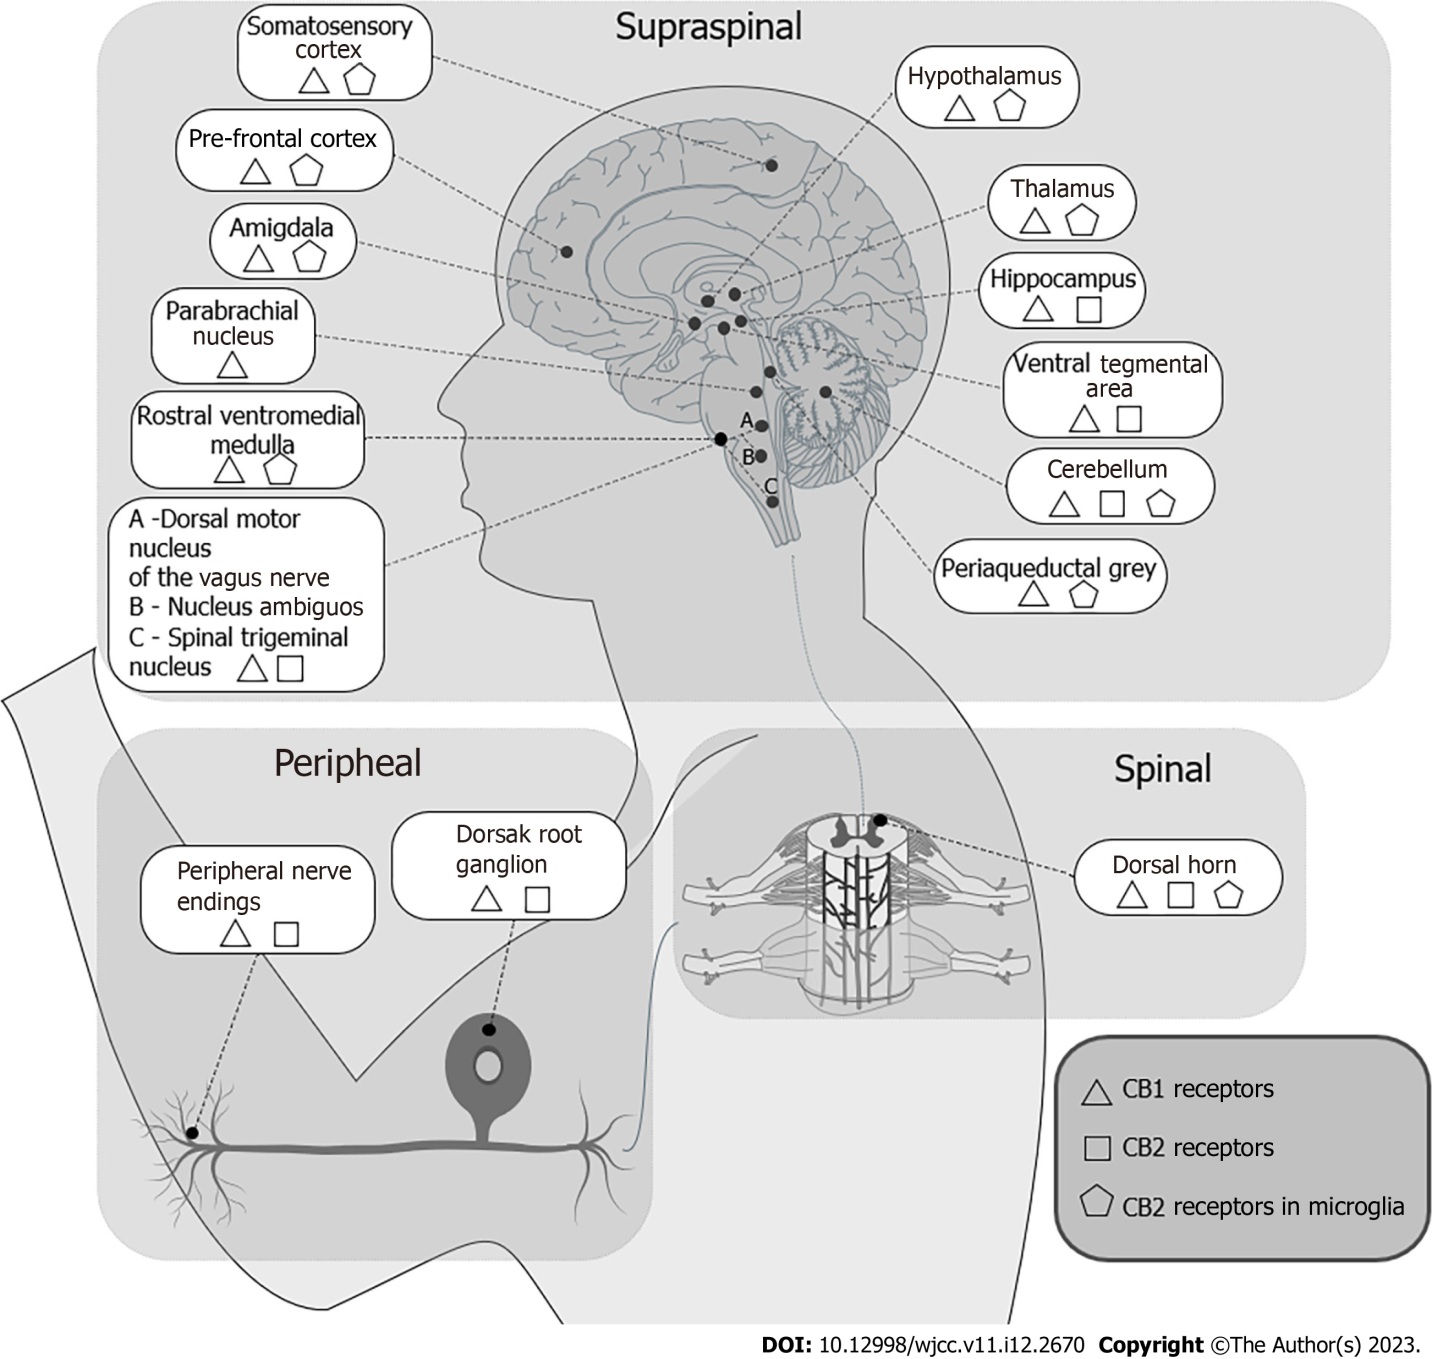 Supraspinal
Somatosensory
cortex
Pre-frontal cortex
Amigdala
Parabrachial
nucleus
Rostral ventromedial
medulla
A -Dorsal motor
nucleus
of the vagus nerve
B - Nucleus ambiguos
C - Spinal trigeminal
nucleus
A
B
C
Hypothalamus
Thalamus
Hippocampus
Ventral tegmental
area
Cerebellum
Periaqueductal grey
Peripheal
Peripheral nerve
endings
Dorsak root
ganglion
Spinal
Dorsal horn
CB1 receptors
CB2 receptors
CB2 receptors in microglia
DOI: 10.12998/wjcc.v11.i12.2670 Copyright ©The Author(s) 2023.